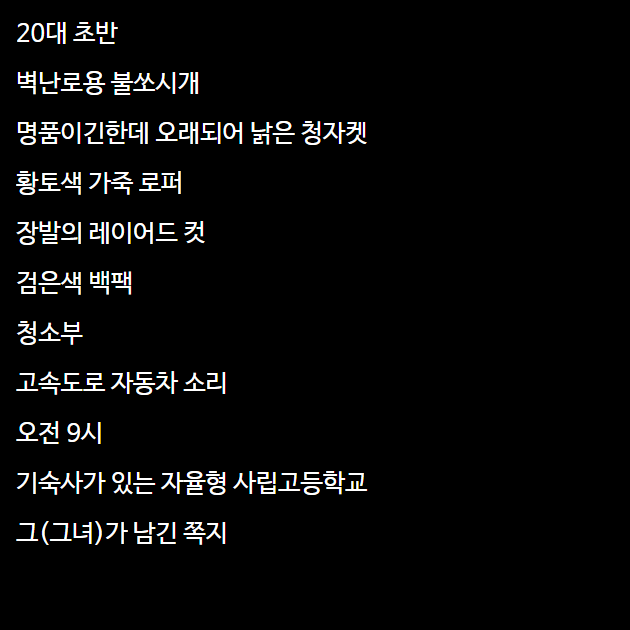 20대 초반
벽난로용 불쏘시개
명품이긴한데 오래되어 낡은 청자켓
황토색 가죽 로퍼
장발의 레이어드 컷
검은색 백팩
청소부
고속도로 자동차 소리
오전 9시
기숙사가 있는 자율형 사립고등학교
그(그녀)가 남긴 쪽지